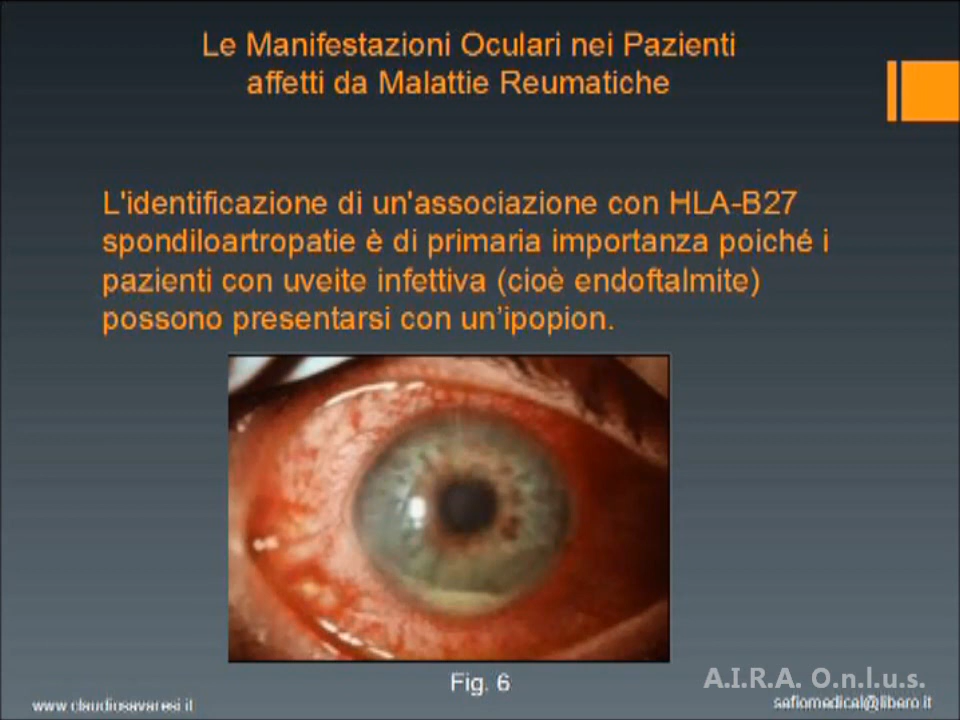 Le Manifestazioni Oculari nei Pazienti
affetti da Malattie Reumatiche
L'identificazione di un'associazione con HLA-B27
spondiloartropatie è di primaria importanza poiché i
pazienti con uveite infettiva (cioè endoftalmite)
possono presentarsi con un'ipopion.
Fig. 6
A.I.R.A. O.n.l.u.s.
www.claudiosavaresi.it
safiomedical@libero.it